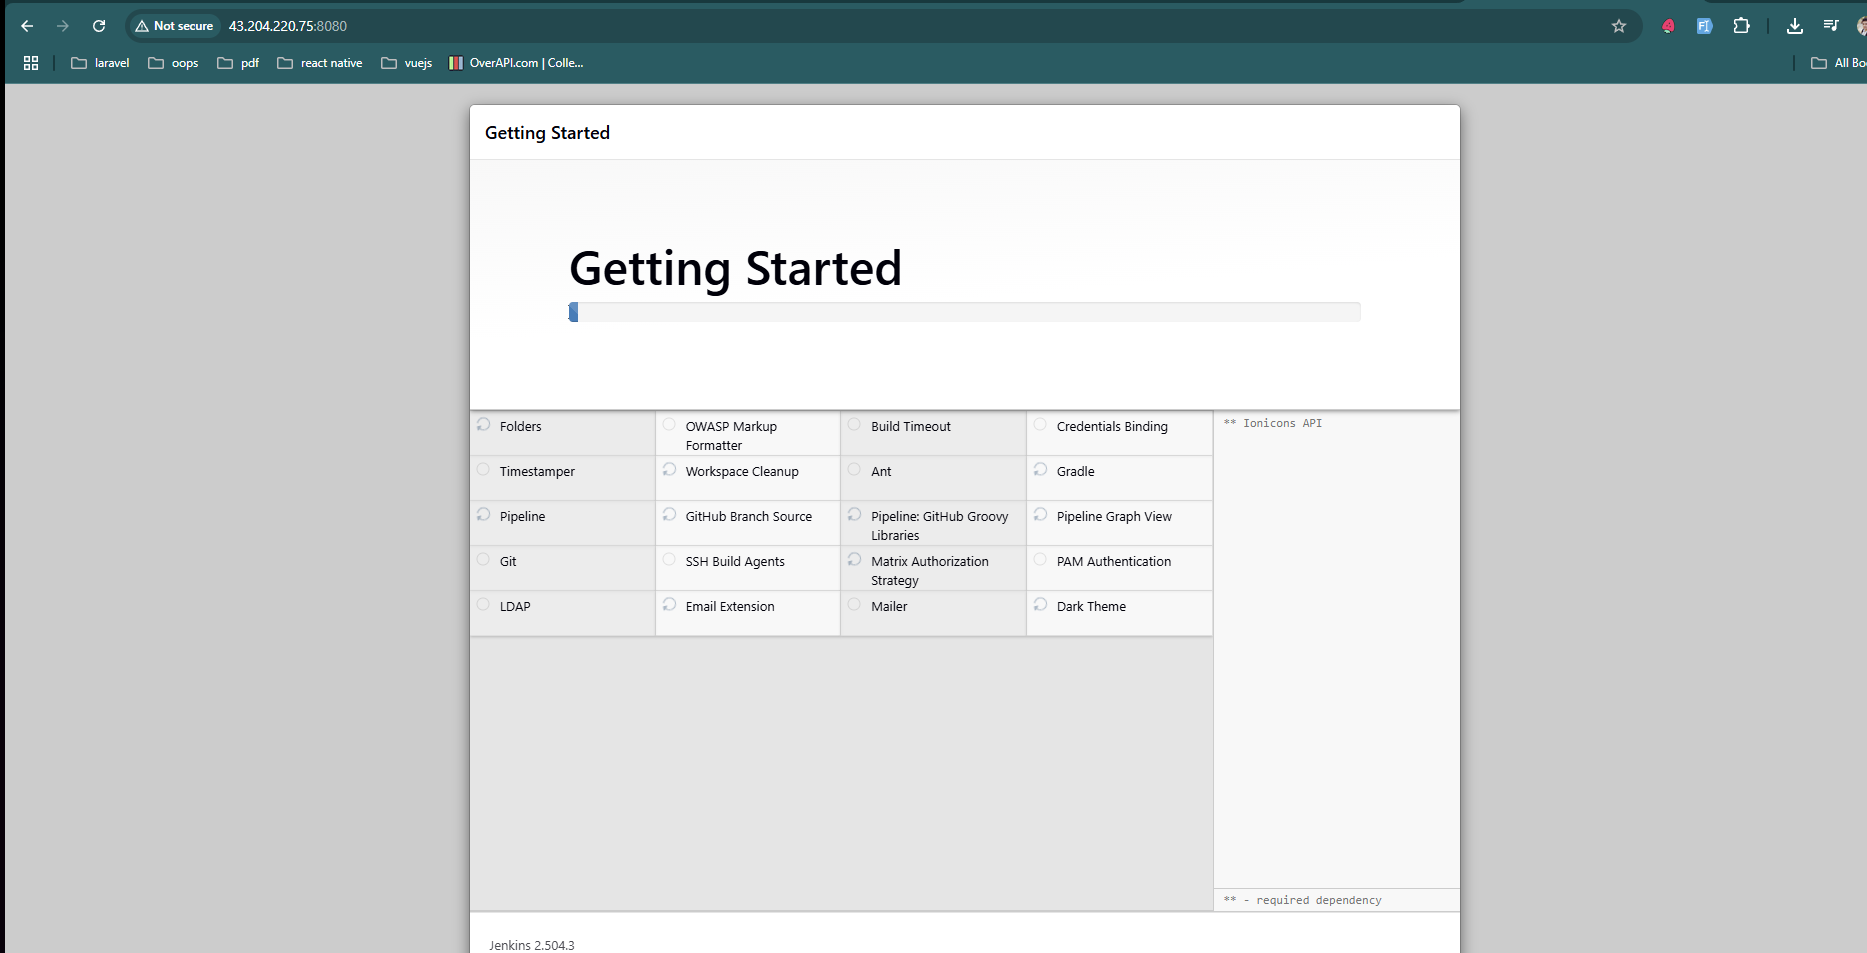 Not secure 43.204.220.75:8080
laravel oops pdf react native vuejs OverAPI.com | Colle... All Bo
Getting Started
Getting Started
Folders OWASP Markup Formatter Build Timeout Credentials Binding
Timestamper Workspace Cleanup Ant Gradle
Pipeline GitHub Branch Source Pipeline: GitHub Groovy Libraries Pipeline Graph View
Git SSH Build Agents Matrix Authorization Strategy PAM Authentication
LDAP Email Extension Mailer Dark Theme
** Ionicons API
** - required dependency
Jenkins 2.504.3